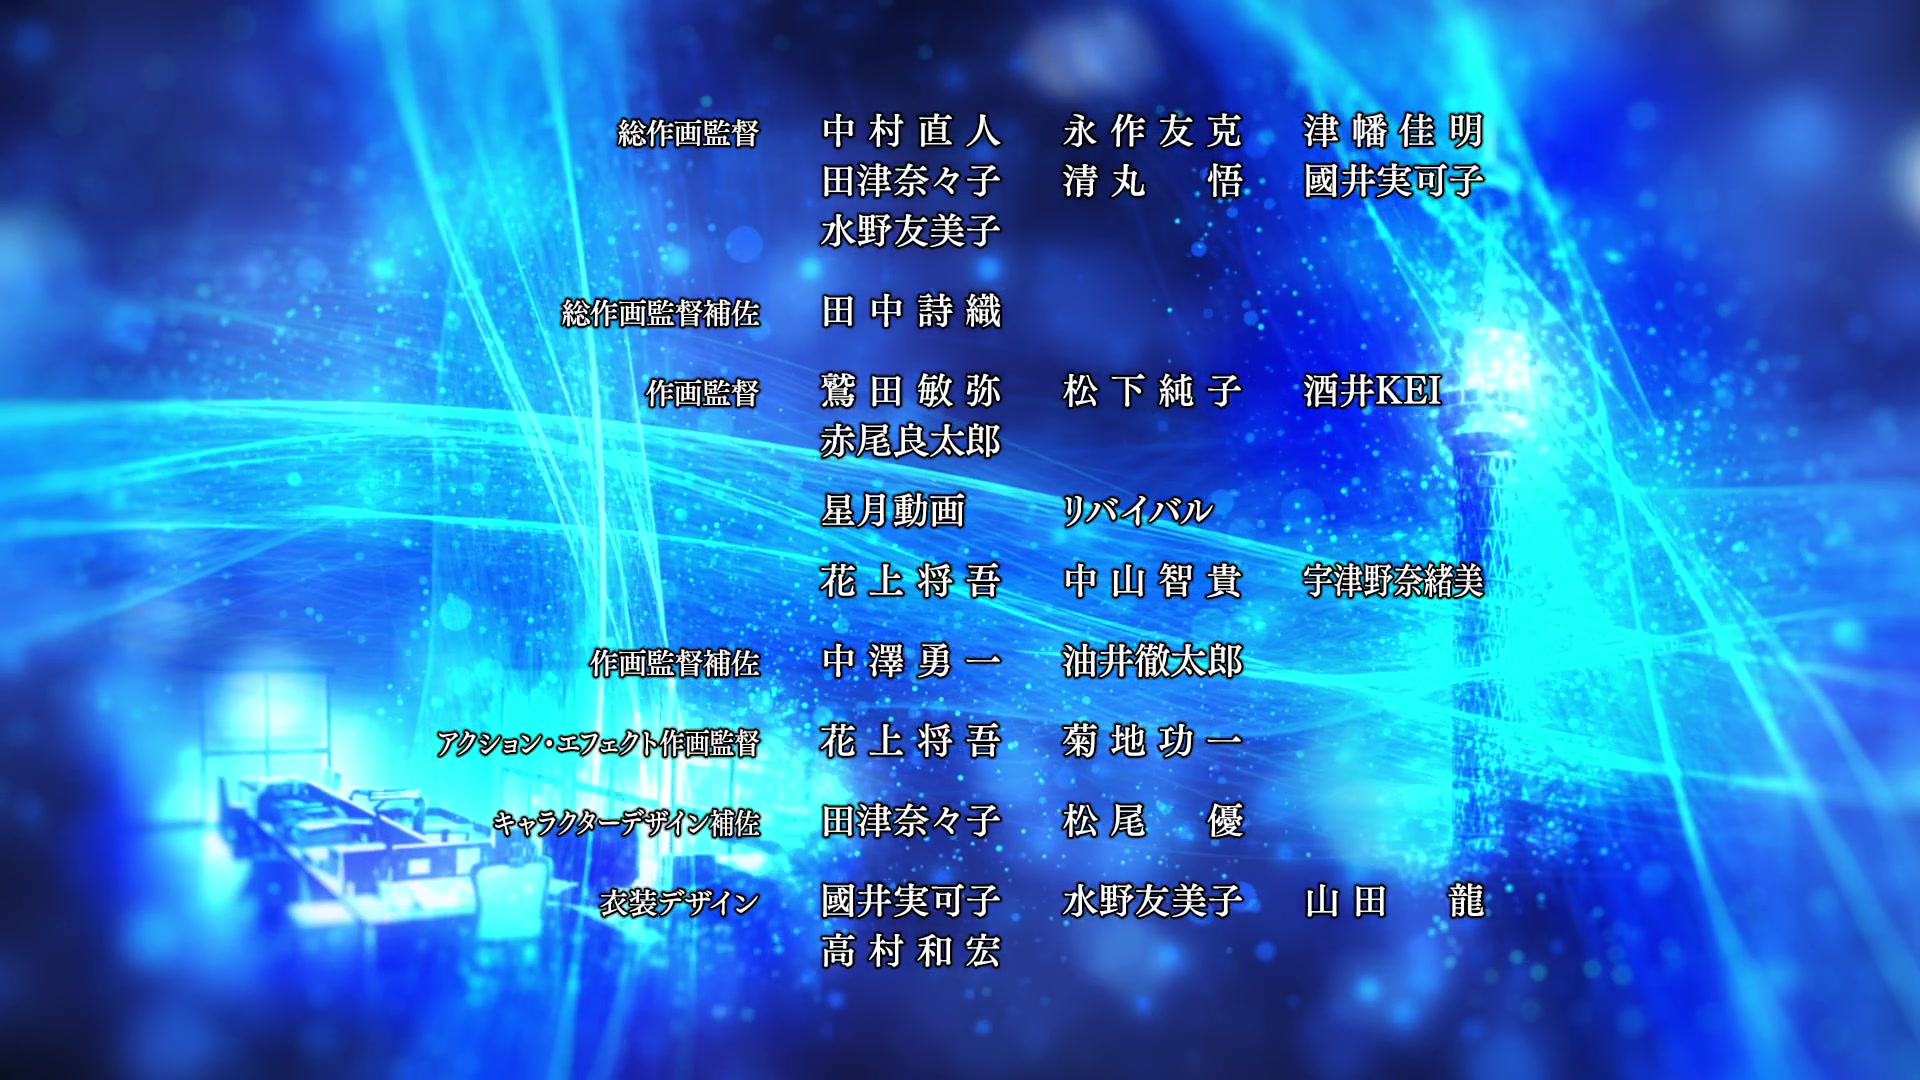 総作画監督 中村直人 永作友克 津幡佳明
田津奈々子 清丸 悟 國井実可子
水野友美子
総作画監督補佐 田中詩織
作画監督 鷲田敏弥 松下純子 酒井KEI
赤尾良太郎
星月動画 リバイバル
花上将吾 中山智貴 宇津野奈緒美
作画監督補佐 中澤勇一 油井徹太郎
アクション・エフェクト作画監督 花上将吾 菊地功一
キャラクターデザイン補佐 田津奈々子 松尾 優
衣装デザイン 國井実可子 水野友美子 山田 龍
高村和宏